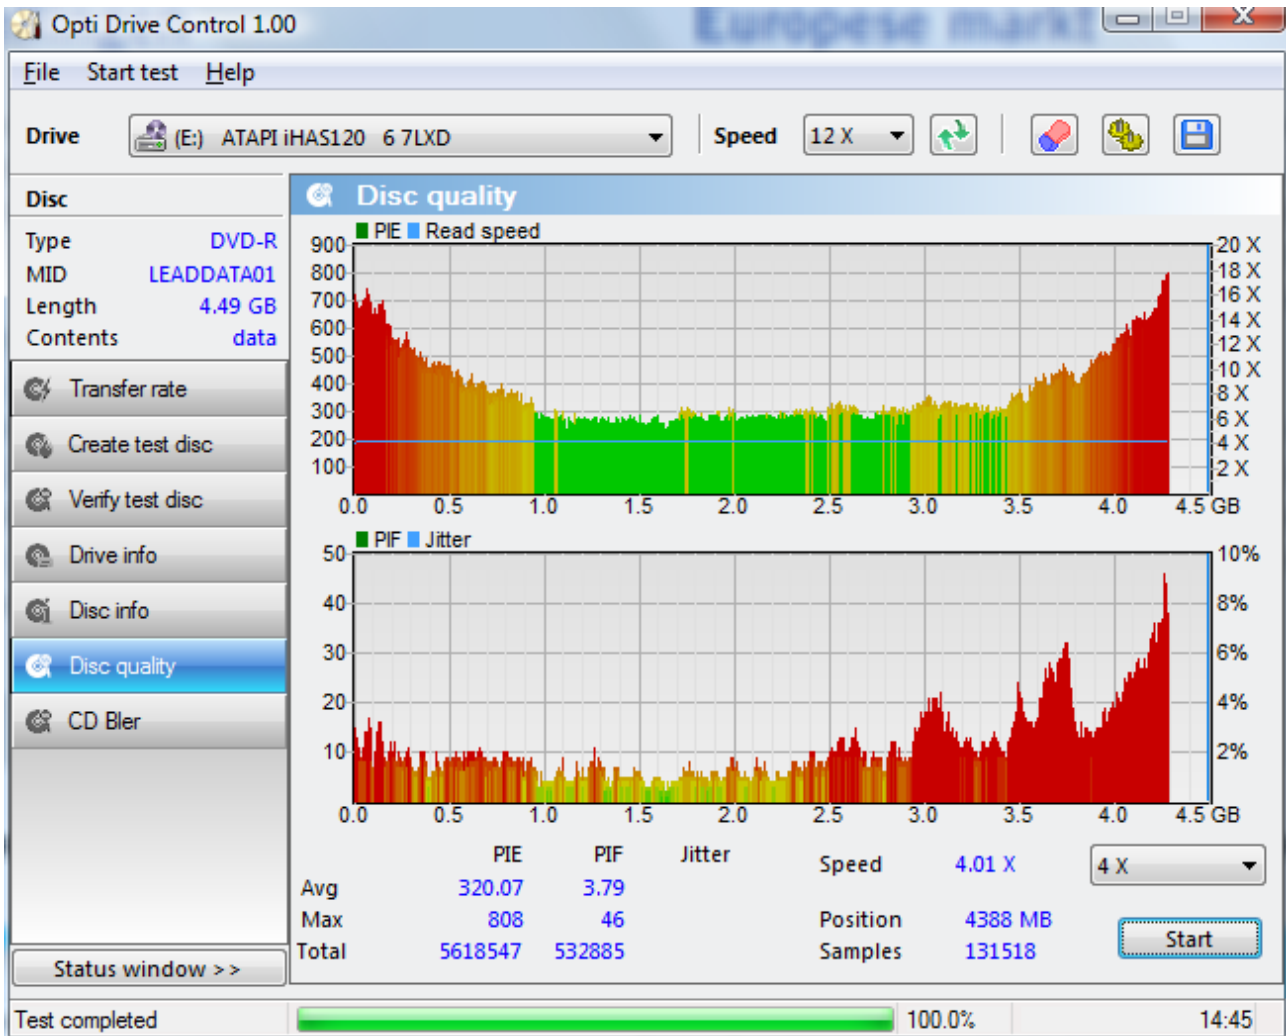 Opti Drive Control 1.00
Europese markt
File Start test Help
Drive (E:) ATAPI iHAS120 6 7LXD Speed 12 X
Disc
Type DVD-R
MID LEADDATA01
Length 4.49 GB
Contents data
Transfer rate
Create test disc
Verify test disc
Drive info
Disc info
Disc quality
CD Bler
Status window >>
Disc quality
PIE Read speed
900 20 X
800 18 X
700 16 X
600 14 X
500 12 X
400 10 X
300 8 X
200 6 X
100 4 X
2 X
0.0 0.5 1.0 1.5 2.0 2.5 3.0 3.5 4.0 4.5 GB
PIF Jitter
50 10%
40 8%
30 6%
20 4%
10 2%
0.0 0.5 1.0 1.5 2.0 2.5 3.0 3.5 4.0 4.5 GB
PIE PIF Jitter
Avg 320.07 3.79
Max 808 46
Total 5618547 532885
Speed 4.01 X 4 X
Position 4388 MB
Samples 131518
Start
Test completed 100.0% 14:45